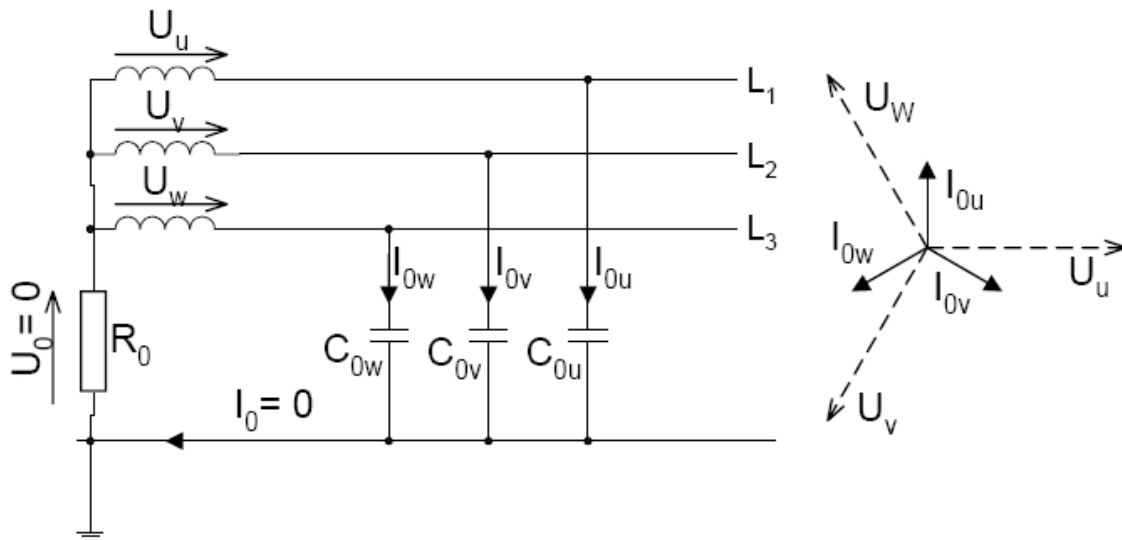 U_u
U_v
U_w
L_1
L_2
L_3
U_0 = 0
R_0
I_0w
I_0v
I_0u
C_0w
C_0v
C_0u
I_0 = 0
U_W
I_0u
I_0w
I_0v
U_u
U_v